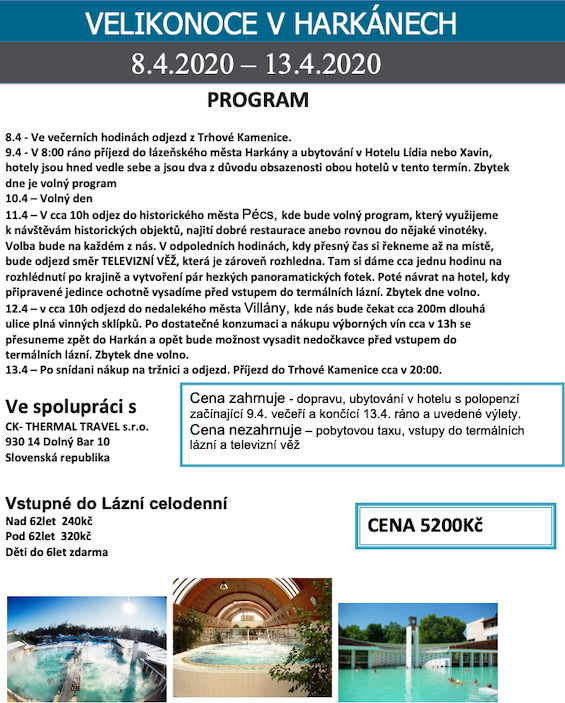 VELIKONOCE V HARKÁNECH
8.4.2020 – 13.4.2020
PROGRAM
8.4 - Ve večerních hodinách odjezd z Trhové Kamenice.
9.4 - V 8:00 ráno příjezd do lázeňského města Harkány a ubytování v Hotelu Lídia nebo Xavin,
hotely jsou hned vedle sebe a jsou dva z důvodu obsazenosti obou hotelů v tento termín. Zbytek
dne je volný program
10.4 – Volný den
11.4 – V cca 10h odjez do historického města Pécs, kde bude volný program, který využijeme
k návštěvám historických objektů, najití dobré restaurace anebo rovnou do nějaké vinotéky.
Volba bude na každém z nás. V odpoledních hodinách, kdy přesný čas si řekneme až na místě,
bude odjezd směr TELEVIZNÍ VĚŽ, která je zároveň rozhledna. Tam si dáme cca jednu hodinu na
rozhlédnutí po krajině a vytvoření pár hezkých panoramatických fotek. Poté návrat na hotel, kdy
připravené jedince ochotně vysadíme před vstupem do termálních lázní. Zbytek dne volno.
12.4 – v cca 10h odjezd do nedalekého města Villány, kde nás bude čekat cca 200m dlouhá
ulice plná vinných sklípků. Po dostatečné konzumaci a nákupu výborných vín cca v 13h se
přesuneme zpět do Harkán a opět bude možnost vysadit nedočkavce před vstupem do
termálních lázní. Zbytek dne volno.
13.4 – Po snídani nákup na tržnici a odjezd. Příjezd do Trhové Kamenice cca v 20:00.
Ve spolupráci s
CK- THERMAL TRAVEL s.r.o.
930 14 Dolný Bar 10
Slovenská republika
Cena zahrnuje - dopravu, ubytování v hotelu s polopenzí
začínající 9.4. večeří a končící 13.4. ráno a uvedené výlety.
Cena nezahrnuje – pobytovou taxu, vstupy do termálních
lázní a televizní věž
Vstupné do Lázní celodenní
Nad 62let 240kč
Pod 62let 320kč
Děti do 6let zdarma
CENA 5200Kč